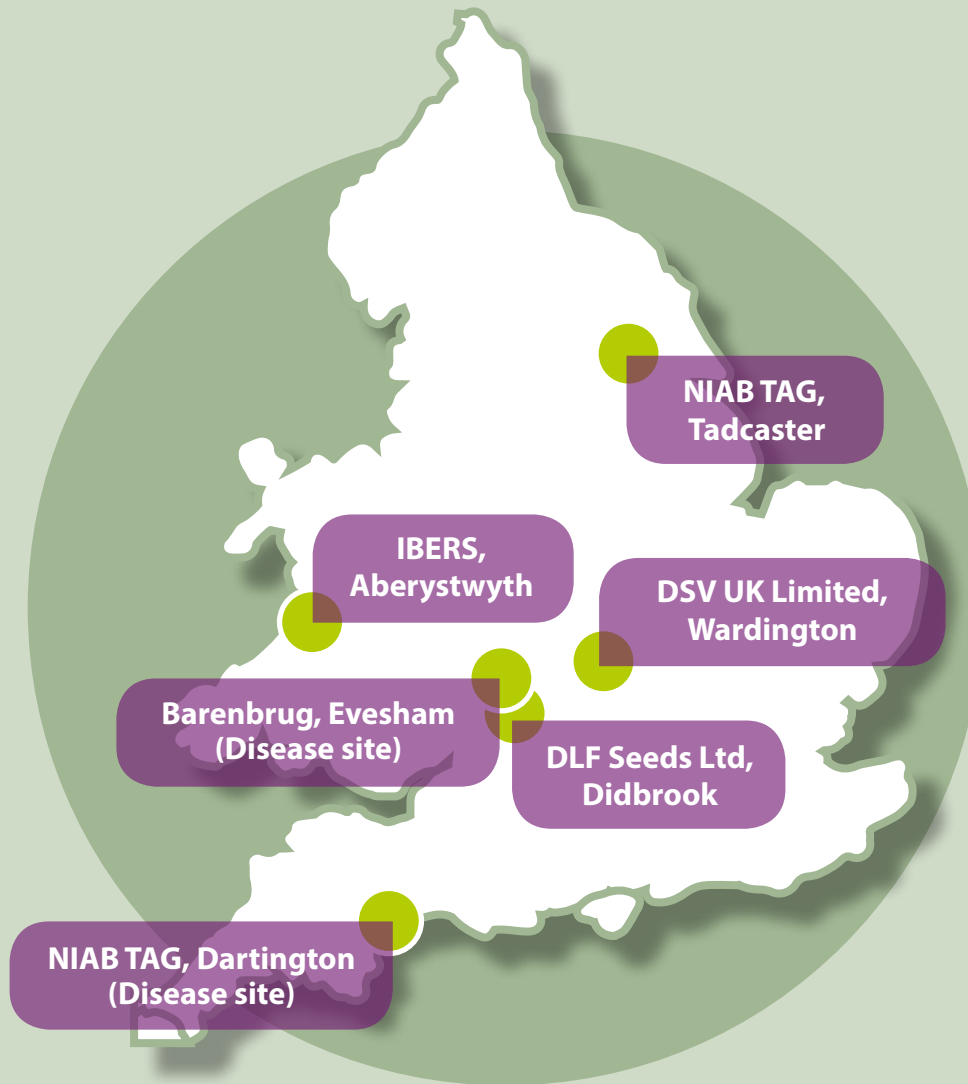 NIAB TAG,
Tadcaster
IBERS,
Aberystwyth
DSV UK Limited,
Wardington
Barenbrug, Evesham
(Disease site)
DLF Seeds Ltd,
Didbrook
NIAB TAG, Dartington
(Disease site)